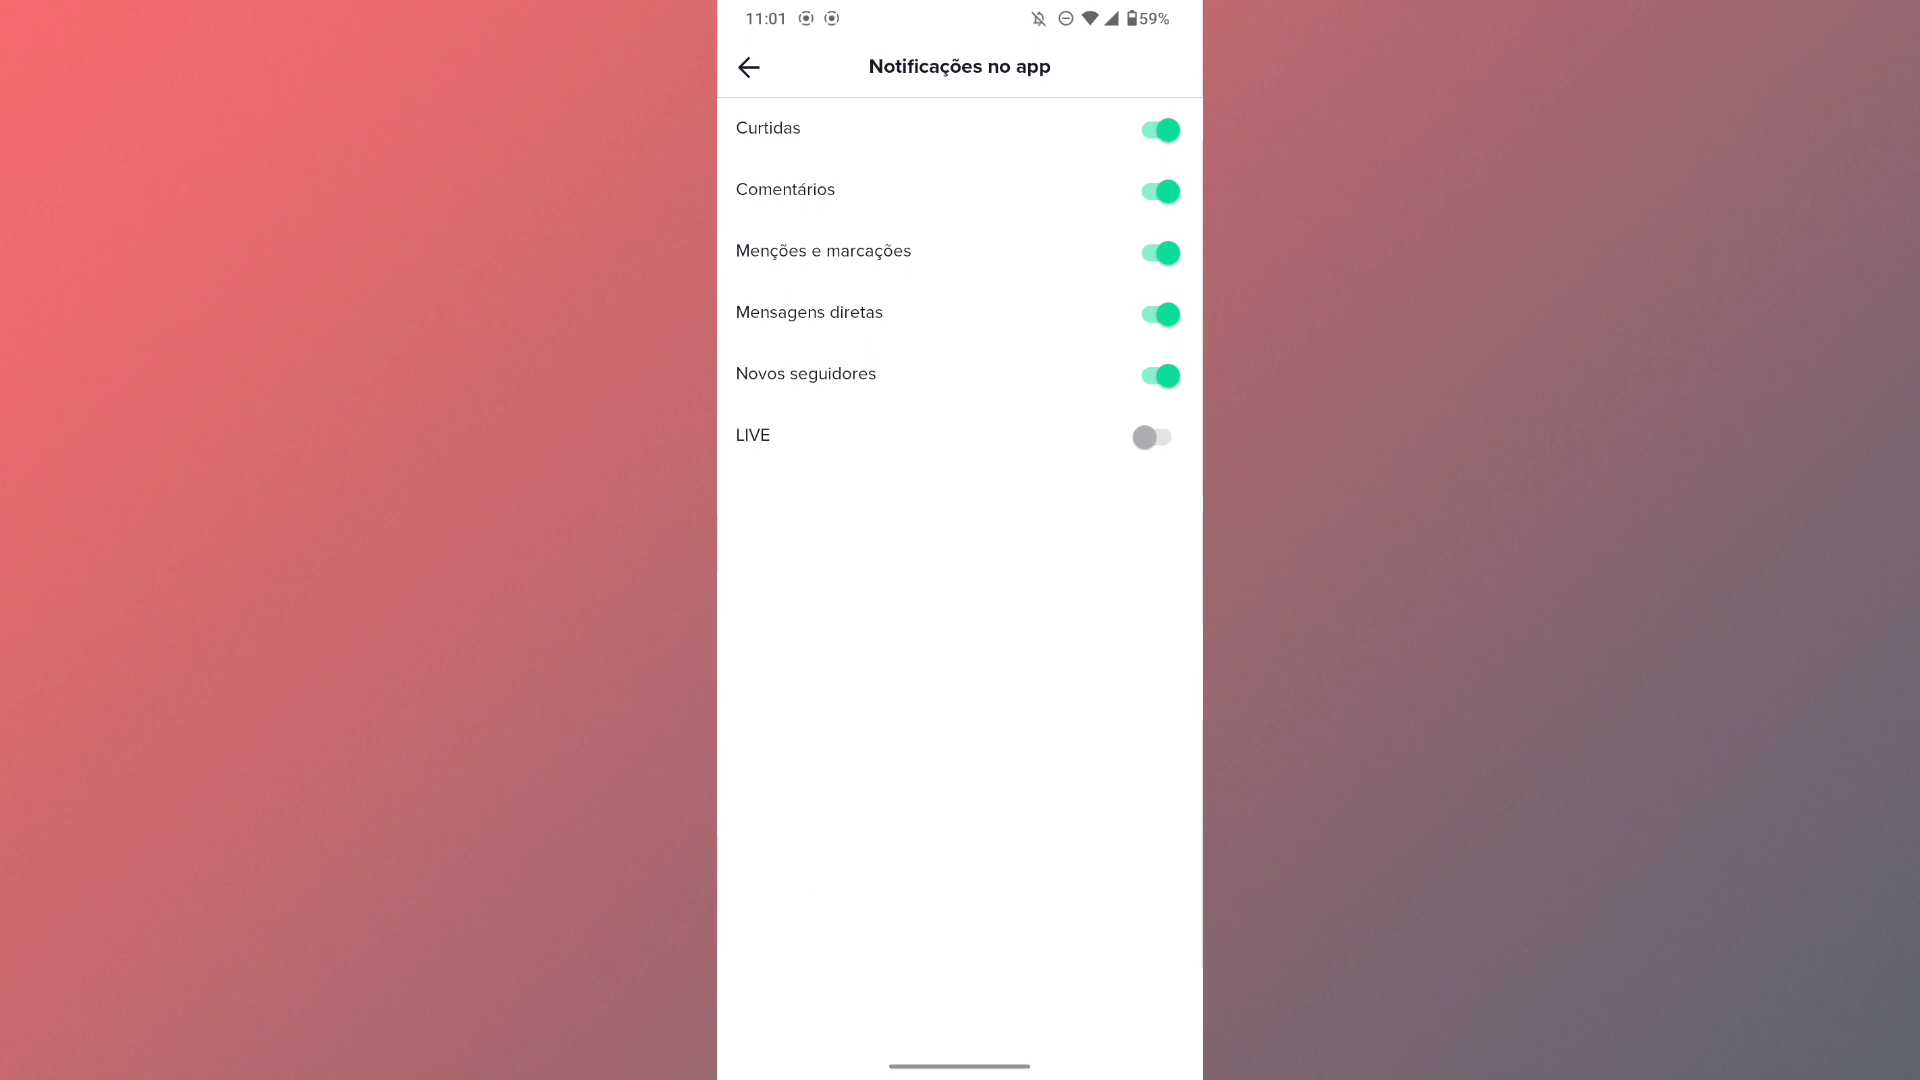 11:01 59%
Notificações no app
Curtidas
Comentários
Menções e marcações
Mensagens diretas
Novos seguidores
LIVE